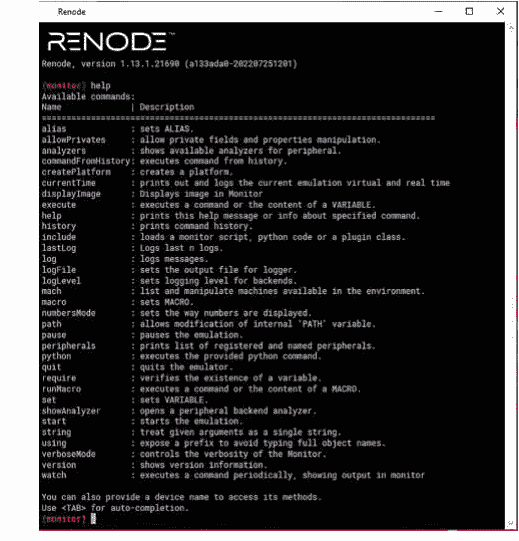 Renode
RENODE™
Renode, version 1.13.1.21690 (a133ada0-202207251201)
(monitor) help
Available commands:
Name | Description
================================================================================
alias : sets ALIAS.
allowPrivates : allow private fields and properties manipulation.
analyzers : shows available analyzers for peripheral.
commandFromHistory: executes command from history.
createPlatform : creates a platform.
currentTime : prints out and logs the current emulation virtual and real time
displayImage : Displays image in Monitor
execute : executes a command or the content of a VARIABLE.
help : prints this help message or info about specified command.
history : prints command history.
include : loads a monitor script, python code or a plugin class.
lastLog : Logs last n logs.
log : logs messages.
logFile : sets the output file for logger.
logLevel : sets logging level for backends.
mach : list and manipulate machines available in the environment.
macro : sets MACRO.
numbersMode : sets the way numbers are displayed.
path : allows modification of internal 'PATH' variable.
pause : pauses the emulation.
peripherals : prints list of registered and named peripherals.
python : executes the provided python command.
quit : quits the emulator.
require : verifies the existence of a variable.
runMacro : executes a command or the content of a MACRO.
set : sets VARIABLE.
showAnalyzer : opens a peripheral backend analyzer.
start : starts the emulation.
string : treat given arguments as a single string.
using : expose a prefix to avoid typing full object names.
verboseMode : controls the verbosity of the Monitor.
version : shows version information.
watch : executes a command periodically, showing output in monitor
You can also provide a device name to access its methods.
Use <TAB> for auto-completion.
(monitor)